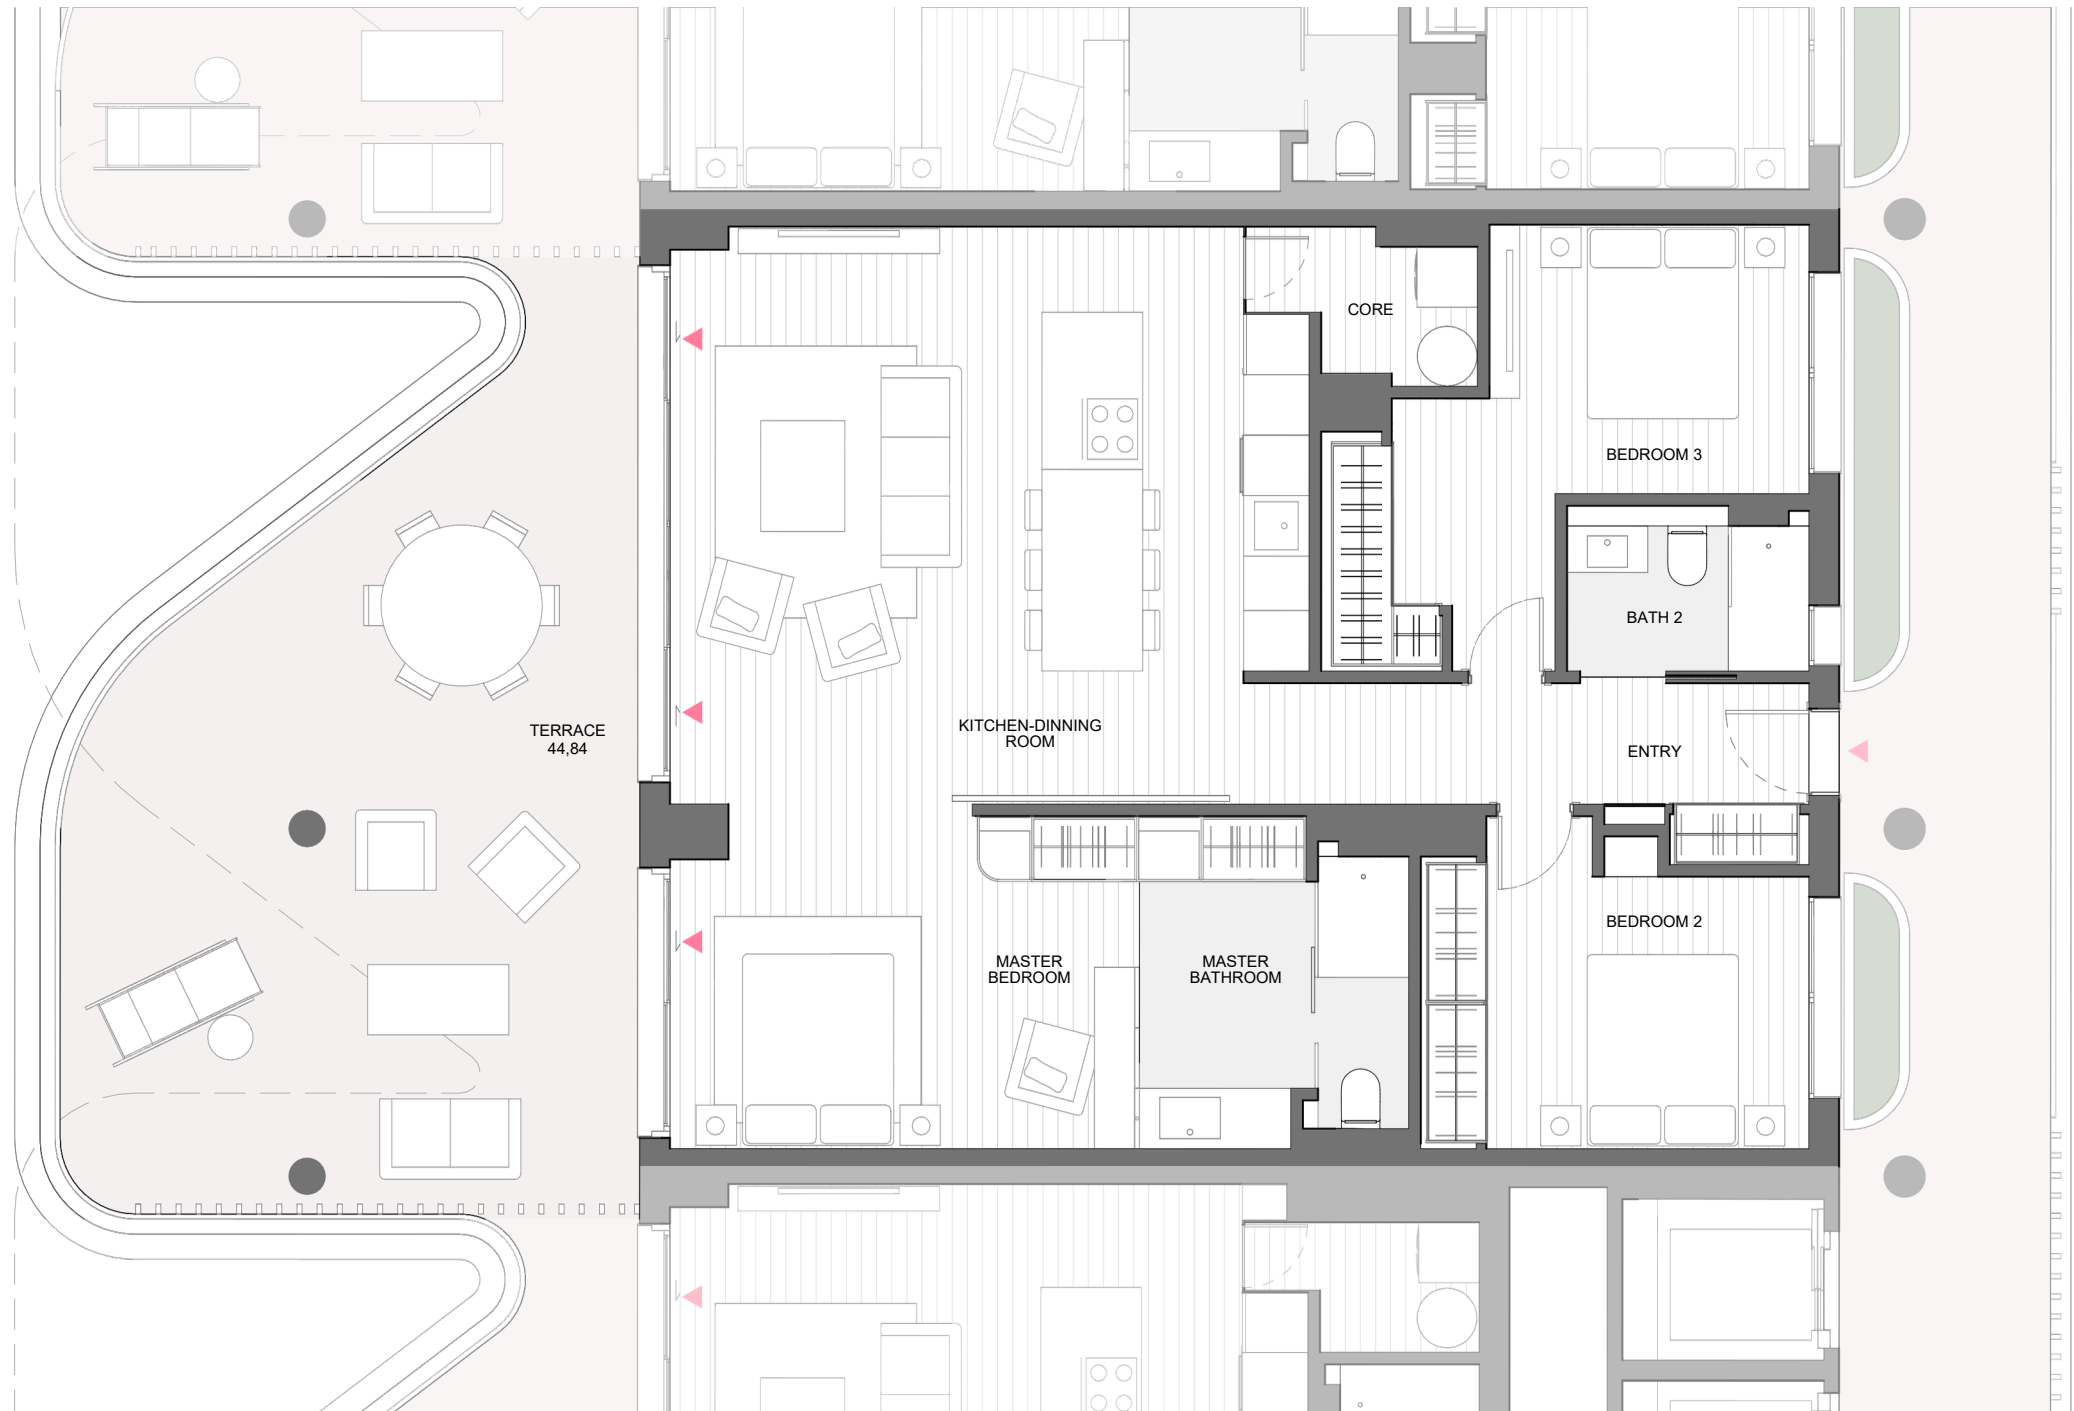 CORE
BEDROOM 3
BATH 2
TERRACE
44,84
KITCHEN-DINNING
ROOM
ENTRY
BEDROOM 2
MASTER
BEDROOM
MASTER
BATHROOM